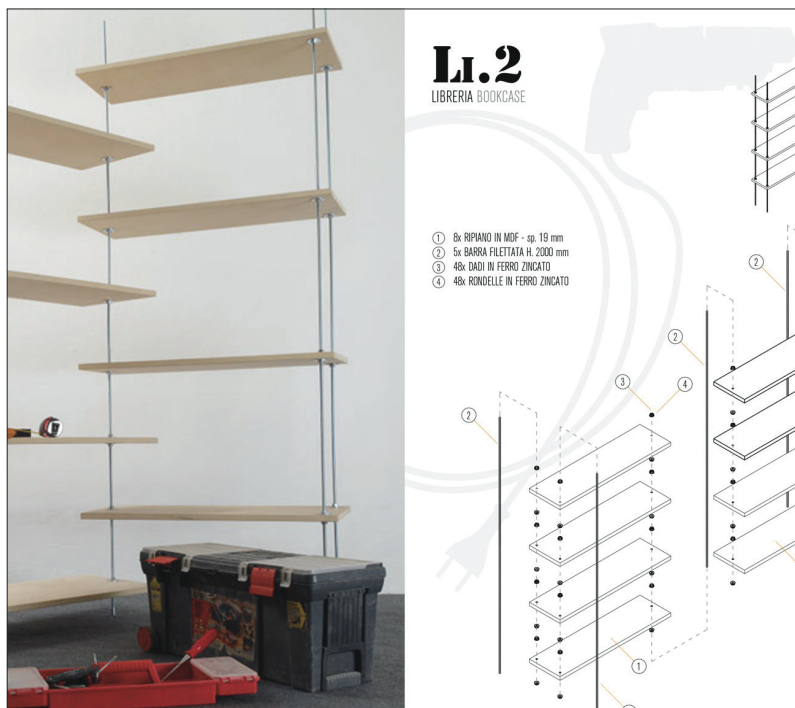 Li.2
LIBRERIA BOOKCASE
1 8x RIPIANO IN MDF - sp. 19 mm
2 5x BARRA FILETTATA H. 2000 mm
3 48x DADI IN FERRO ZINCATO
4 48x RONDELLE IN FERRO ZINCATO
2
2
3
4
2
1